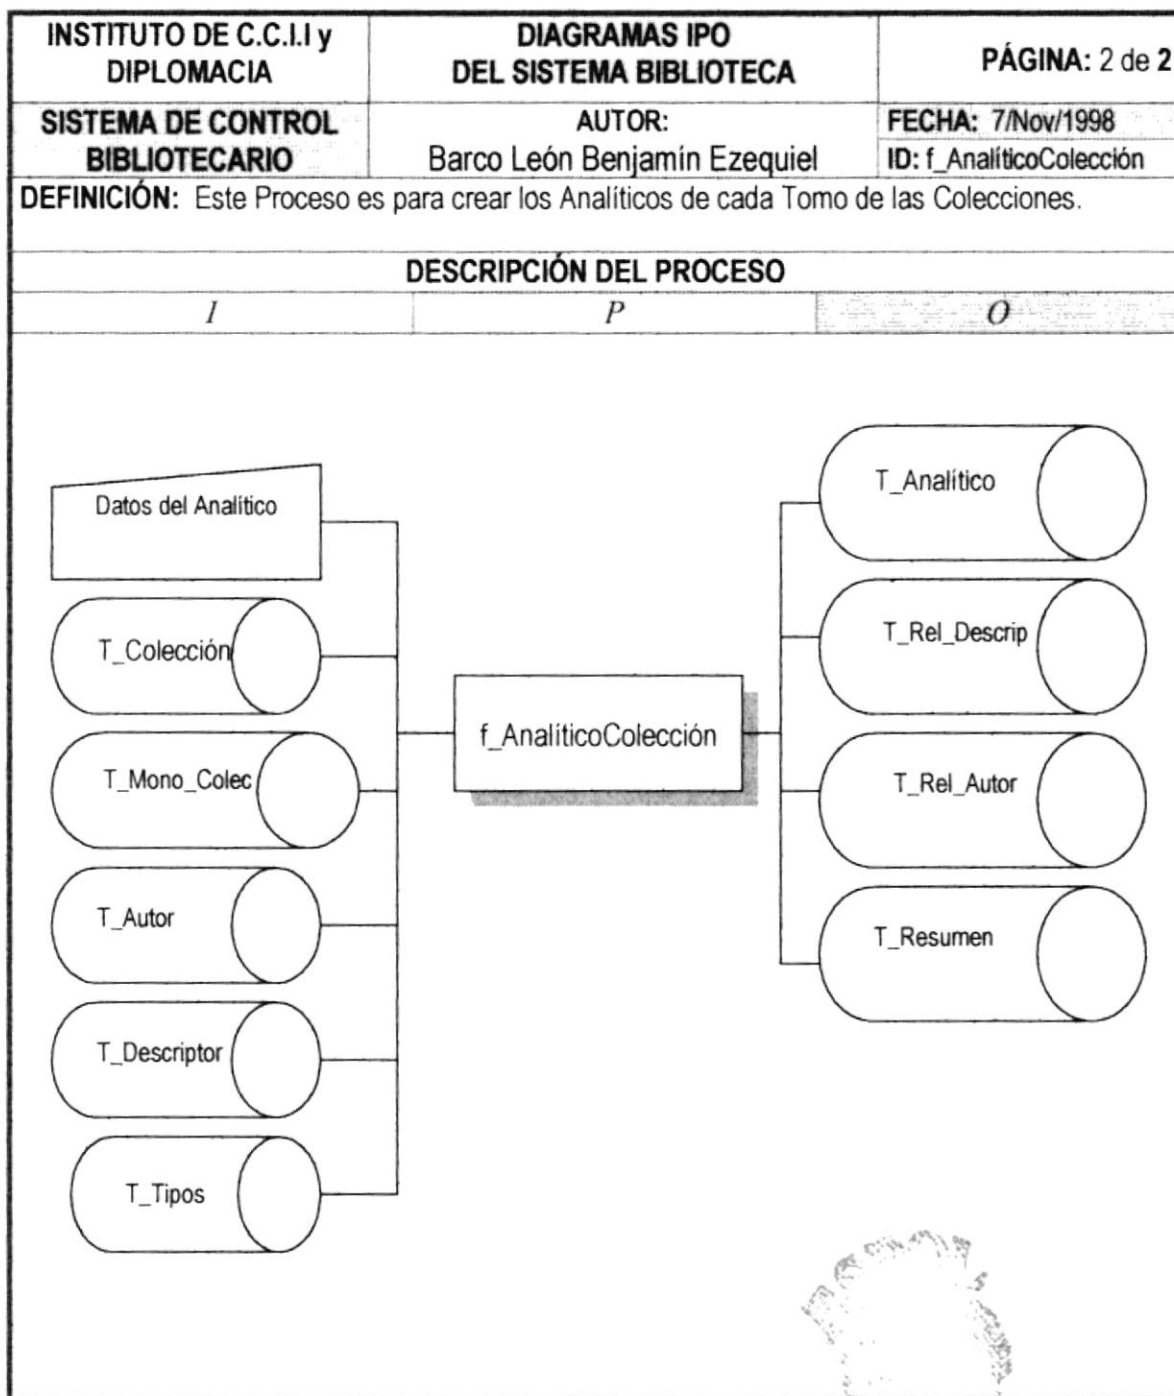 INSTITUTO DE C.C.I.I y
DIPLOMACIA
DIAGRAMAS IPO
DEL SISTEMA BIBLIOTECA
PÁGINA: 2 de 2
SISTEMA DE CONTROL
BIBLIOTECARIO
AUTOR:
Barco León Benjamín Ezequiel
FECHA: 7/Nov/1998
ID: f_AnalíticoColección
DEFINICIÓN: Este Proceso es para crear los Analíticos de cada Tomo de las Colecciones.
DESCRIPCIÓN DEL PROCESO
I
P
O
Datos del Analítico
T_Colección
T_Mono_Colec
T_Autor
T_Descriptor
T_Tipos
f_AnalíticoColección
T_Analítico
T_Rel_Descrip
T_Rel_Autor
T_Resumen